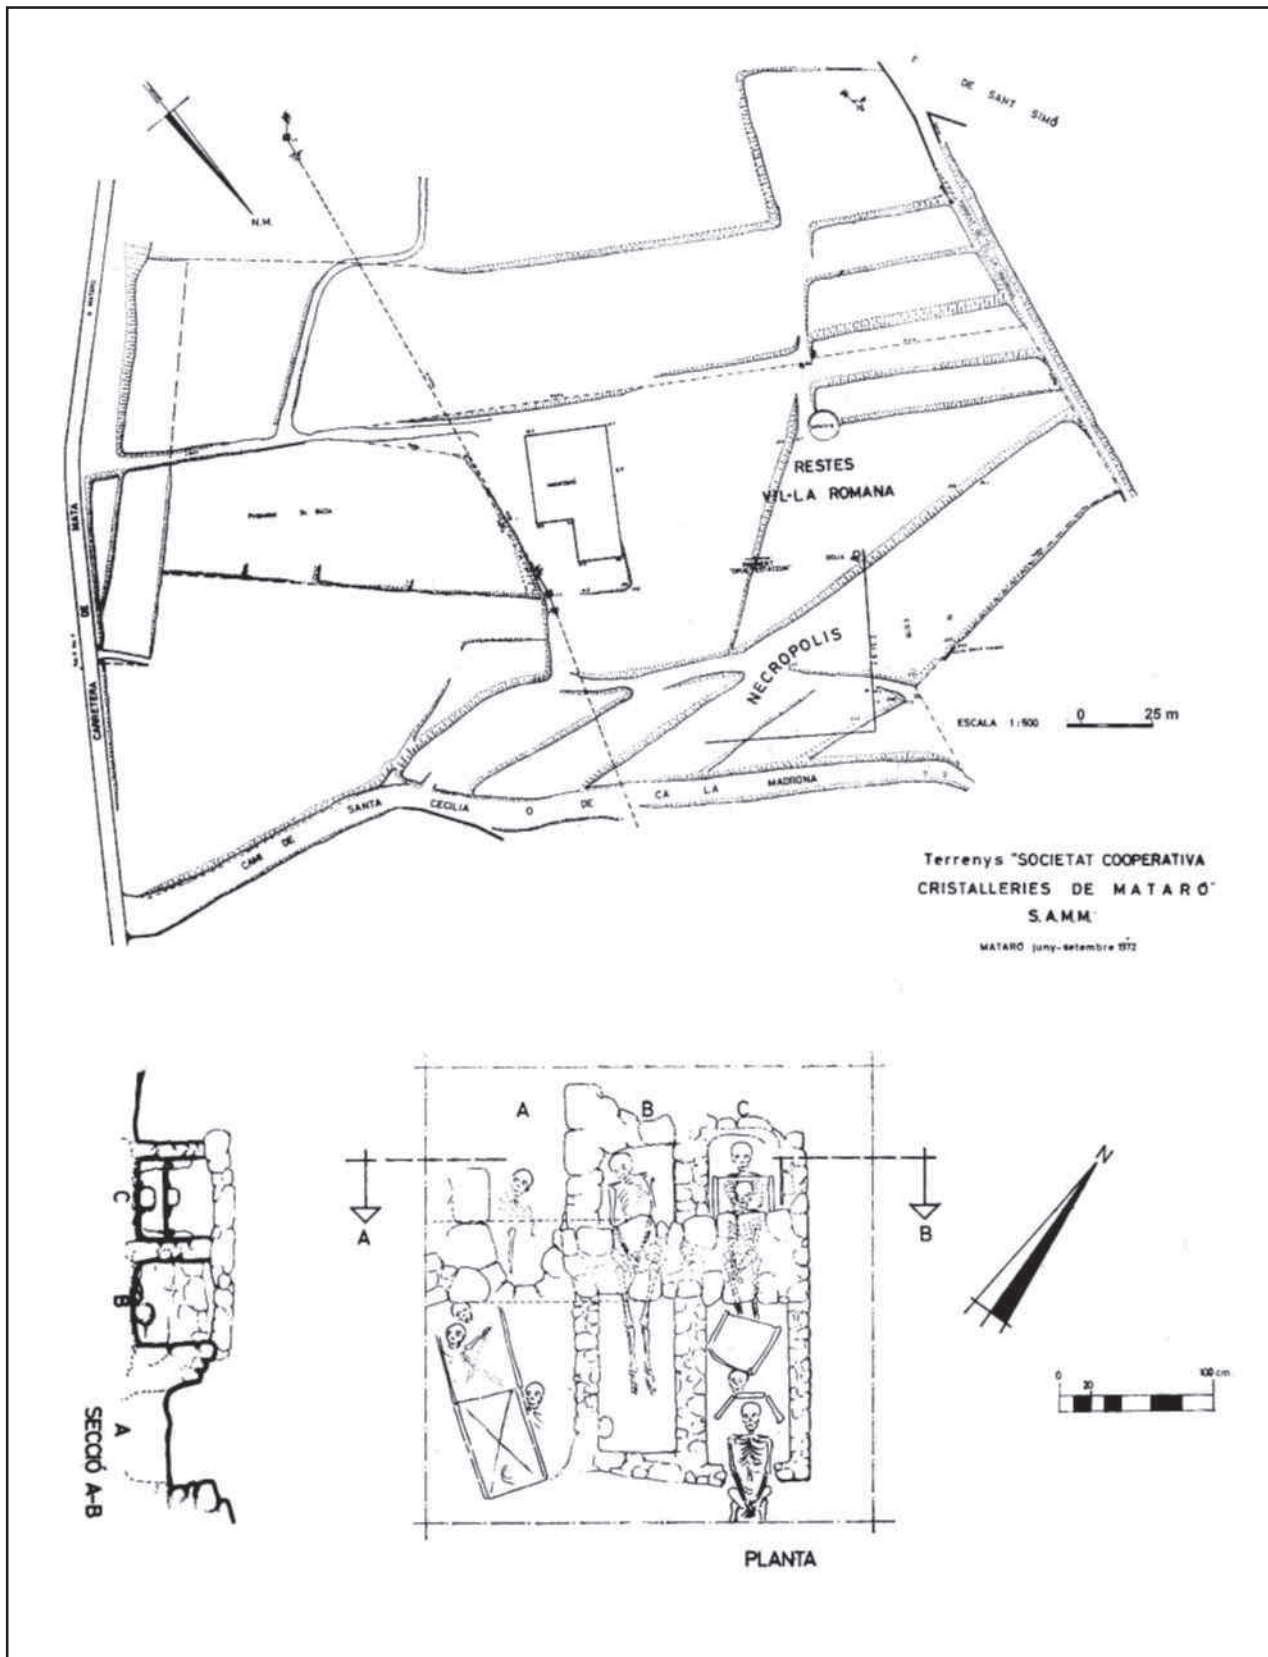 DE SANT SIMÓ
N.M.
A MATARÓ
RESTES
VIL·LA ROMANA
DOLIA
NECROPOLIS
CARRETERA DE MATA
ESCALA 1:500
0 25 m
CAMI DE SANTA CECILIA O DE CA LA MADRONA
Terrenys "SOCIETAT COOPERATIVA
CRISTALLERIES DE MATARÓ"
S.A.M.M.
MATARÓ juny-setembre 1972
A B C
A B
C
B
A
SECCIÓ A-B
N
0 20 100 cm.
PLANTA